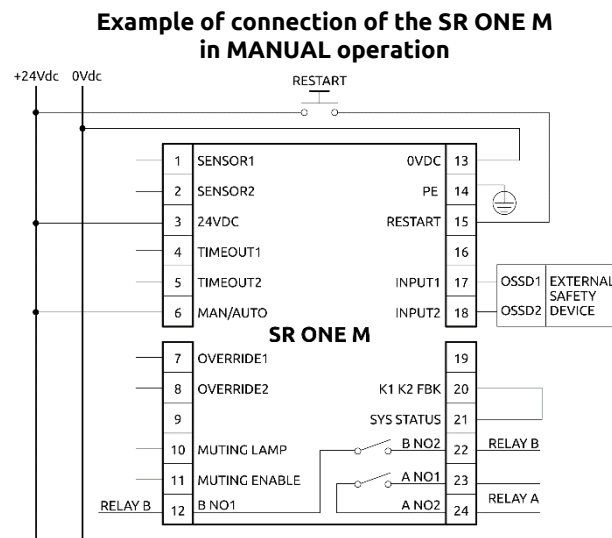 Example of connection of the SR ONE M
in MANUAL operation
+24Vdc 0Vdc
RESTART
1 SENSOR1 0VDC 13
2 SENSOR2 PE 14
3 24VDC RESTART 15
4 TIMEOUT1 16
5 TIMEOUT2 INPUT1 17 OSSD1 EXTERNAL
SAFETY
6 MAN/AUTO INPUT2 18 OSSD2 DEVICE
SR ONE M
7 OVERRIDE1 19
8 OVERRIDE2 K1 K2 FBK 20
9 SYS STATUS 21
10 MUTING LAMP B NO2 22 RELAY B
11 MUTING ENABLE A NO1 23
RELAY B 12 B NO1 A NO2 24 RELAY A